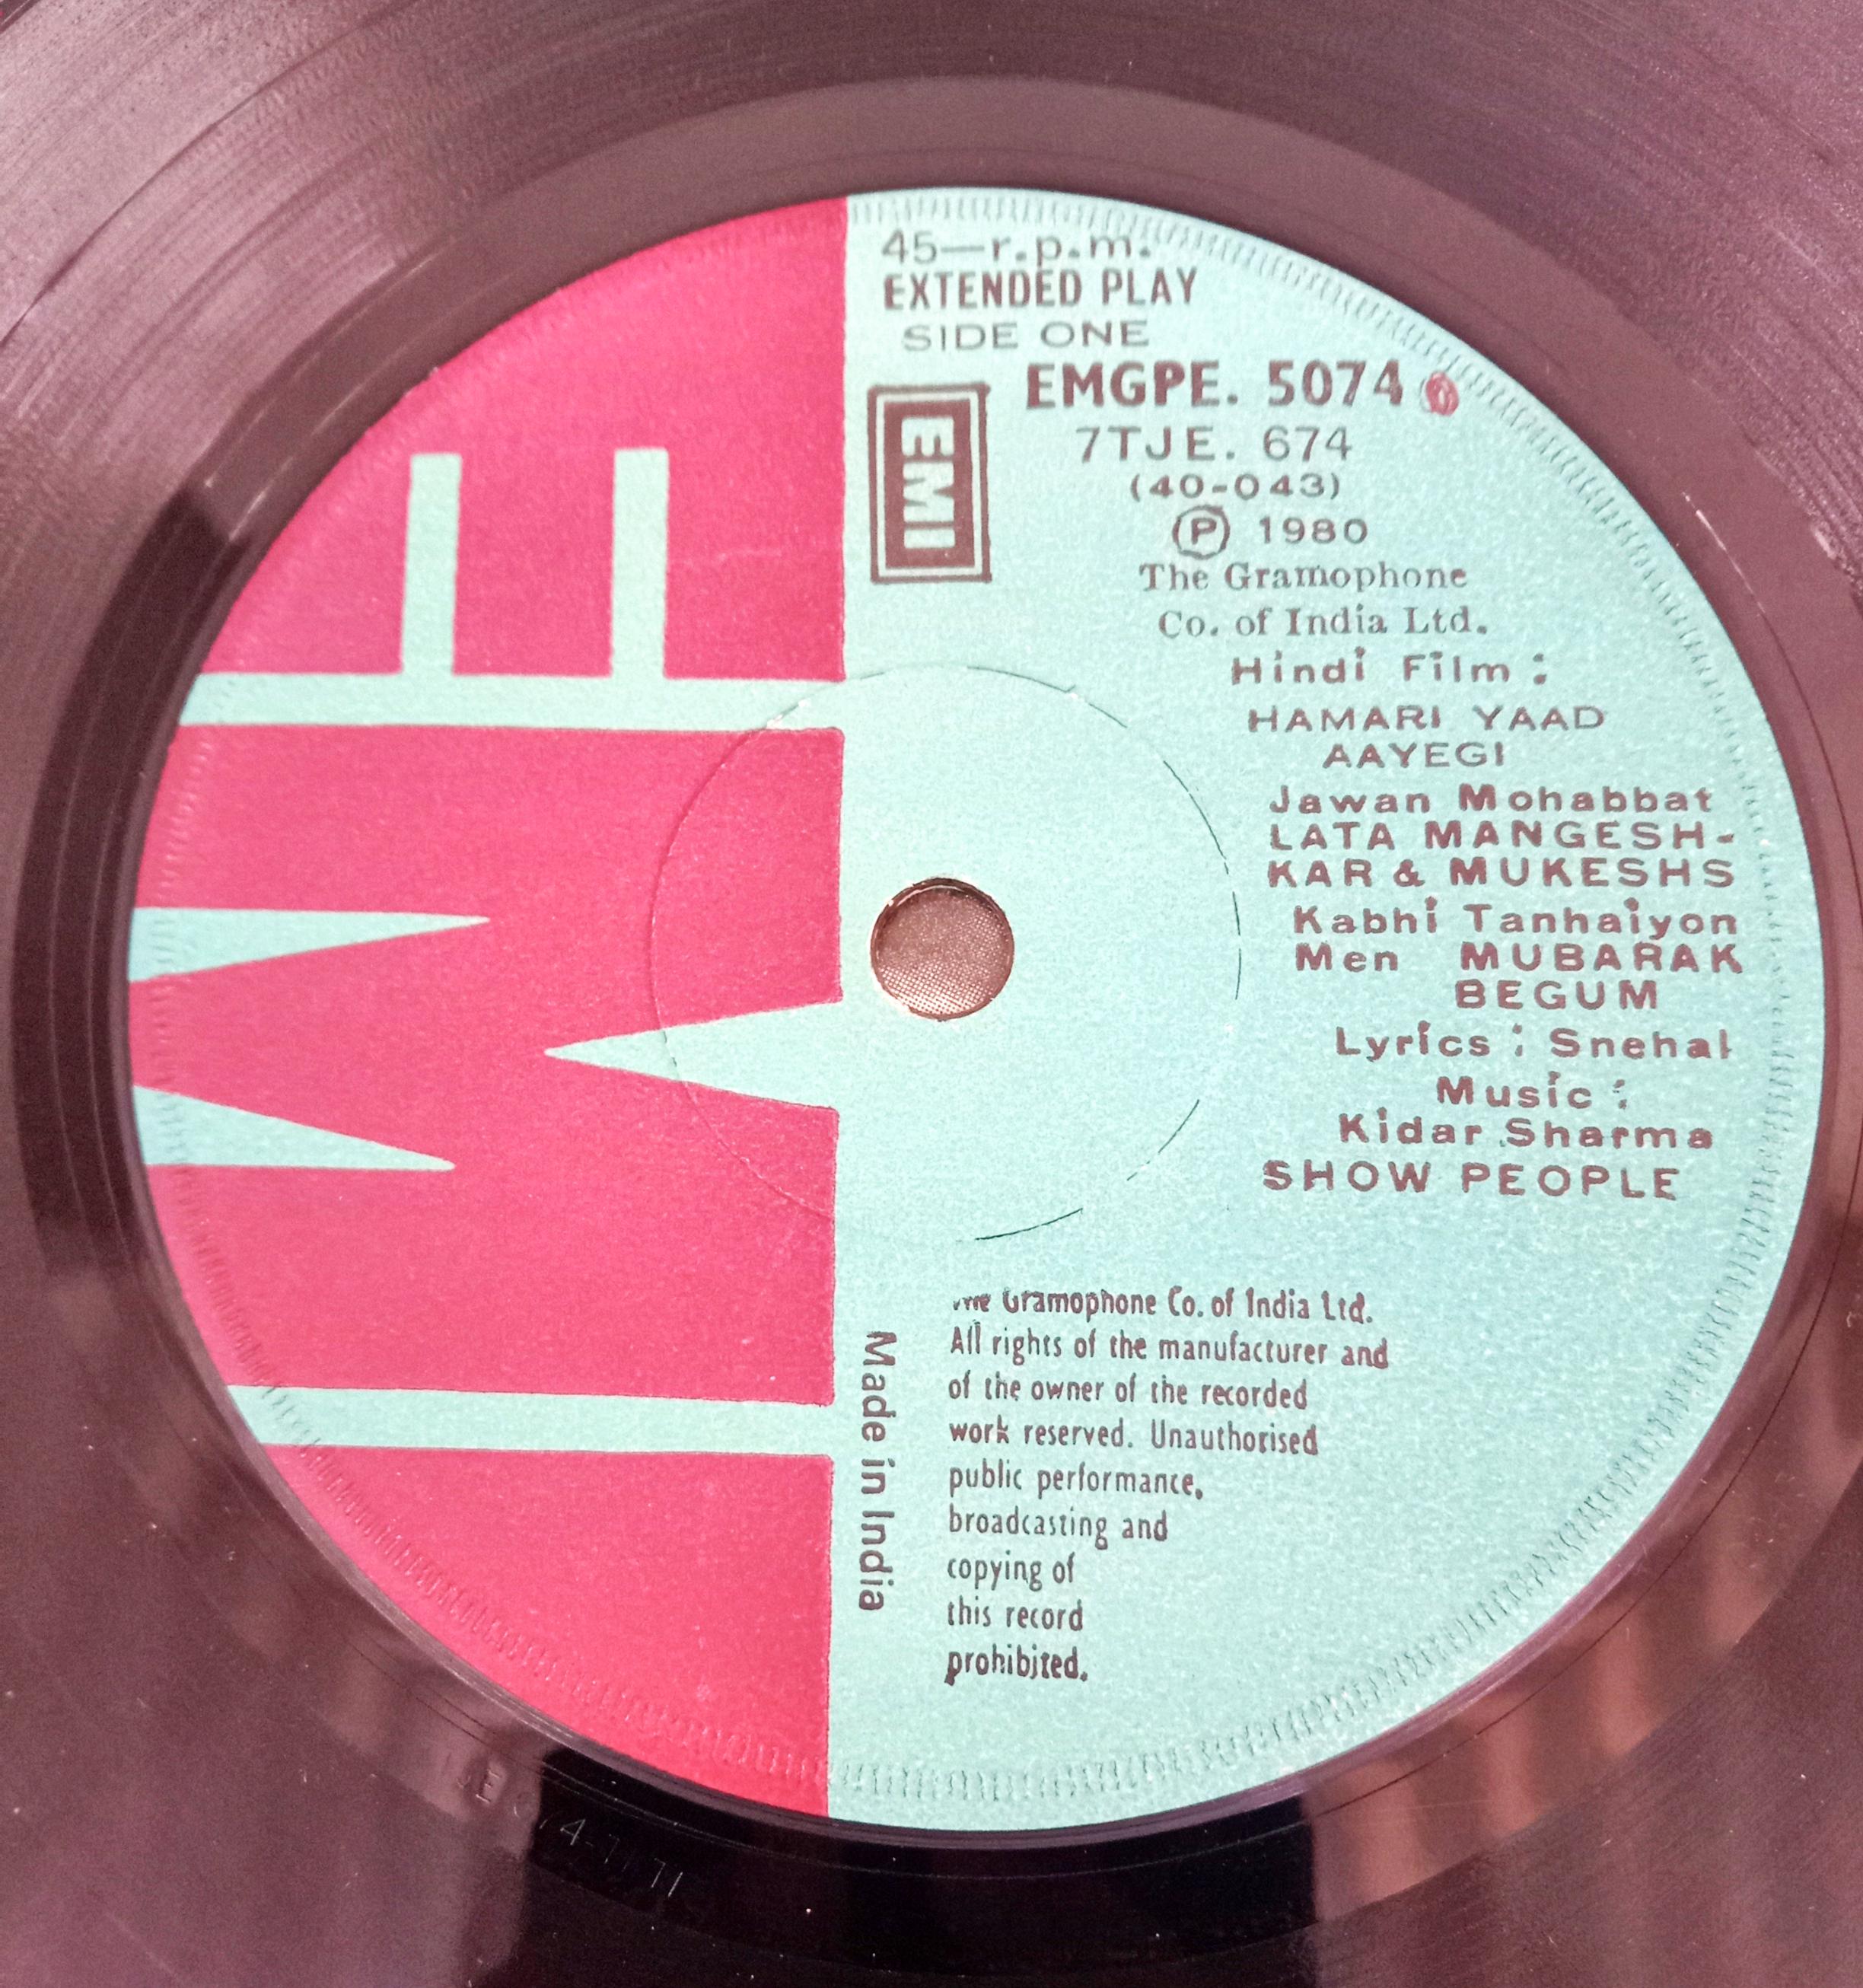 45—r.p.m.
EXTENDED PLAY
SIDE ONE
EMGPE. 5074
EMI
7TJE. 674
(40-043)
Ⓟ 1980
The Gramophone
Co. of India Ltd.
Hindi Film :
HAMARI YAAD
AAYEGI
Jawan Mohabbat
LATA MANGESH-
KAR & MUKESHS
Kabhi Tanhaiyon
Men MUBARAK
BEGUM
Lyrics : Snehal
Music :
Kidar Sharma
SHOW PEOPLE
Gramophone Co. of India Ltd.
All rights of the manufacturer and
of the owner of the recorded
work reserved. Unauthorised
public performance,
broadcasting and
copying of
this record
prohibited.
Made in India
EMI